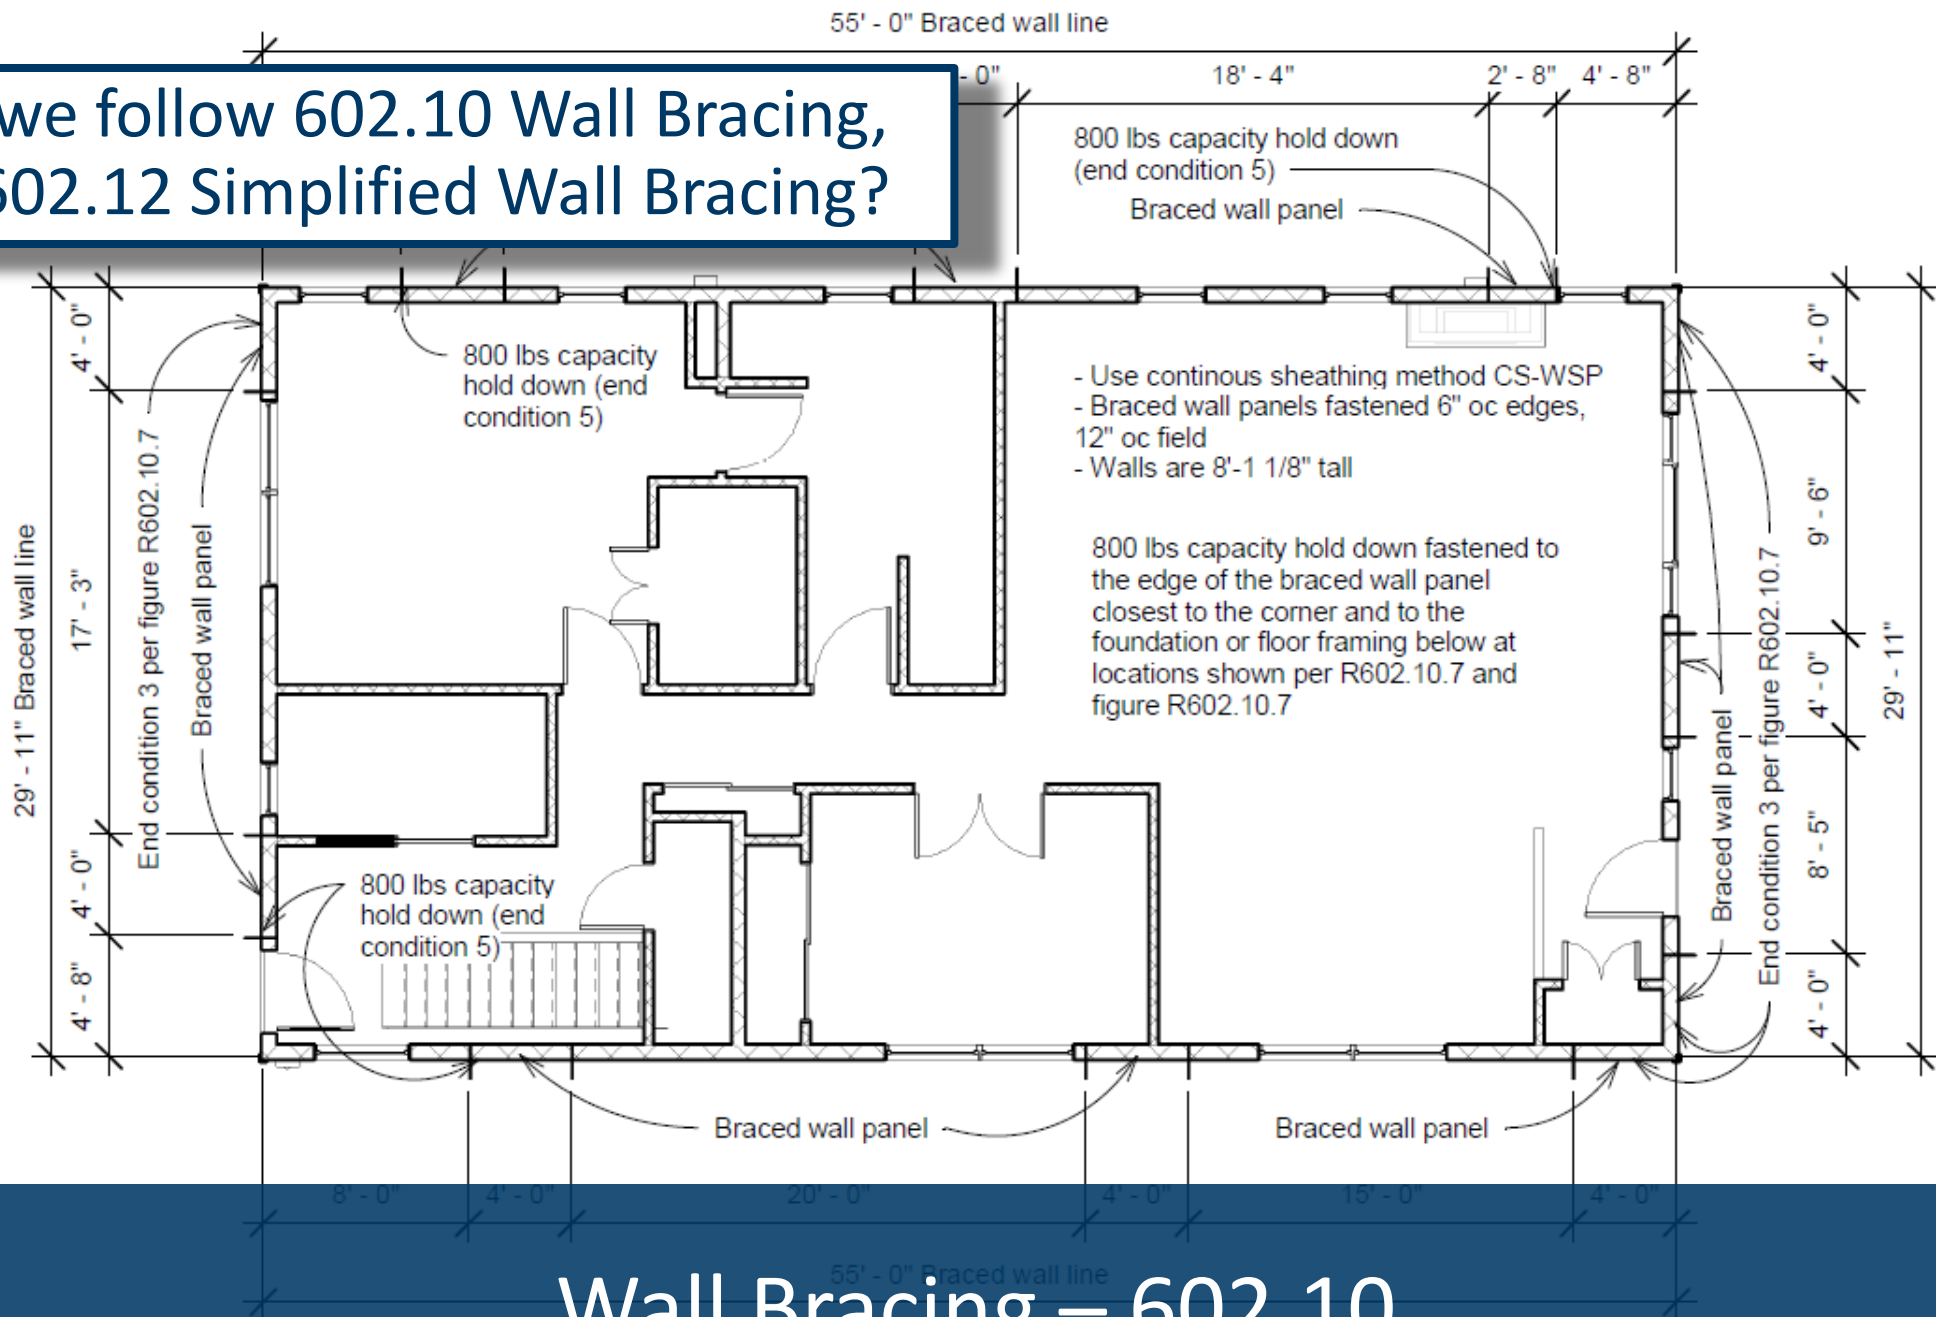 55' - 0" Braced wall line
we follow 602.10 Wall Bracing,
602.12 Simplified Wall Bracing?
- 0"
18' - 4"
2' - 8"
4' - 8"
800 lbs capacity hold down
(end condition 5)
Braced wall panel
4' - 0"
17' - 3"
4' - 0"
4' - 8"
29' - 11" Braced wall line
End condition 3 per figure R602.10.7
Braced wall panel
800 lbs capacity
hold down (end
condition 5)
- Use continous sheathing method CS-WSP
- Braced wall panels fastened 6" oc edges,
12" oc field
- Walls are 8'-1 1/8" tall
800 lbs capacity hold down fastened to
the edge of the braced wall panel
closest to the corner and to the
foundation or floor framing below at
locations shown per R602.10.7 and
figure R602.10.7
800 lbs capacity
hold down (end
condition 5)
Braced wall panel
End condition 3 per figure R602.10.7
4' - 0"
9' - 6"
4' - 0"
8' - 5"
4' - 0"
29' - 11"
Braced wall panel
Braced wall panel
8' - 0"
4' - 0"
20' - 0"
4' - 0"
15' - 0"
4' - 0"
55' - 0" Braced wall line
Wall Bracing – 602.10